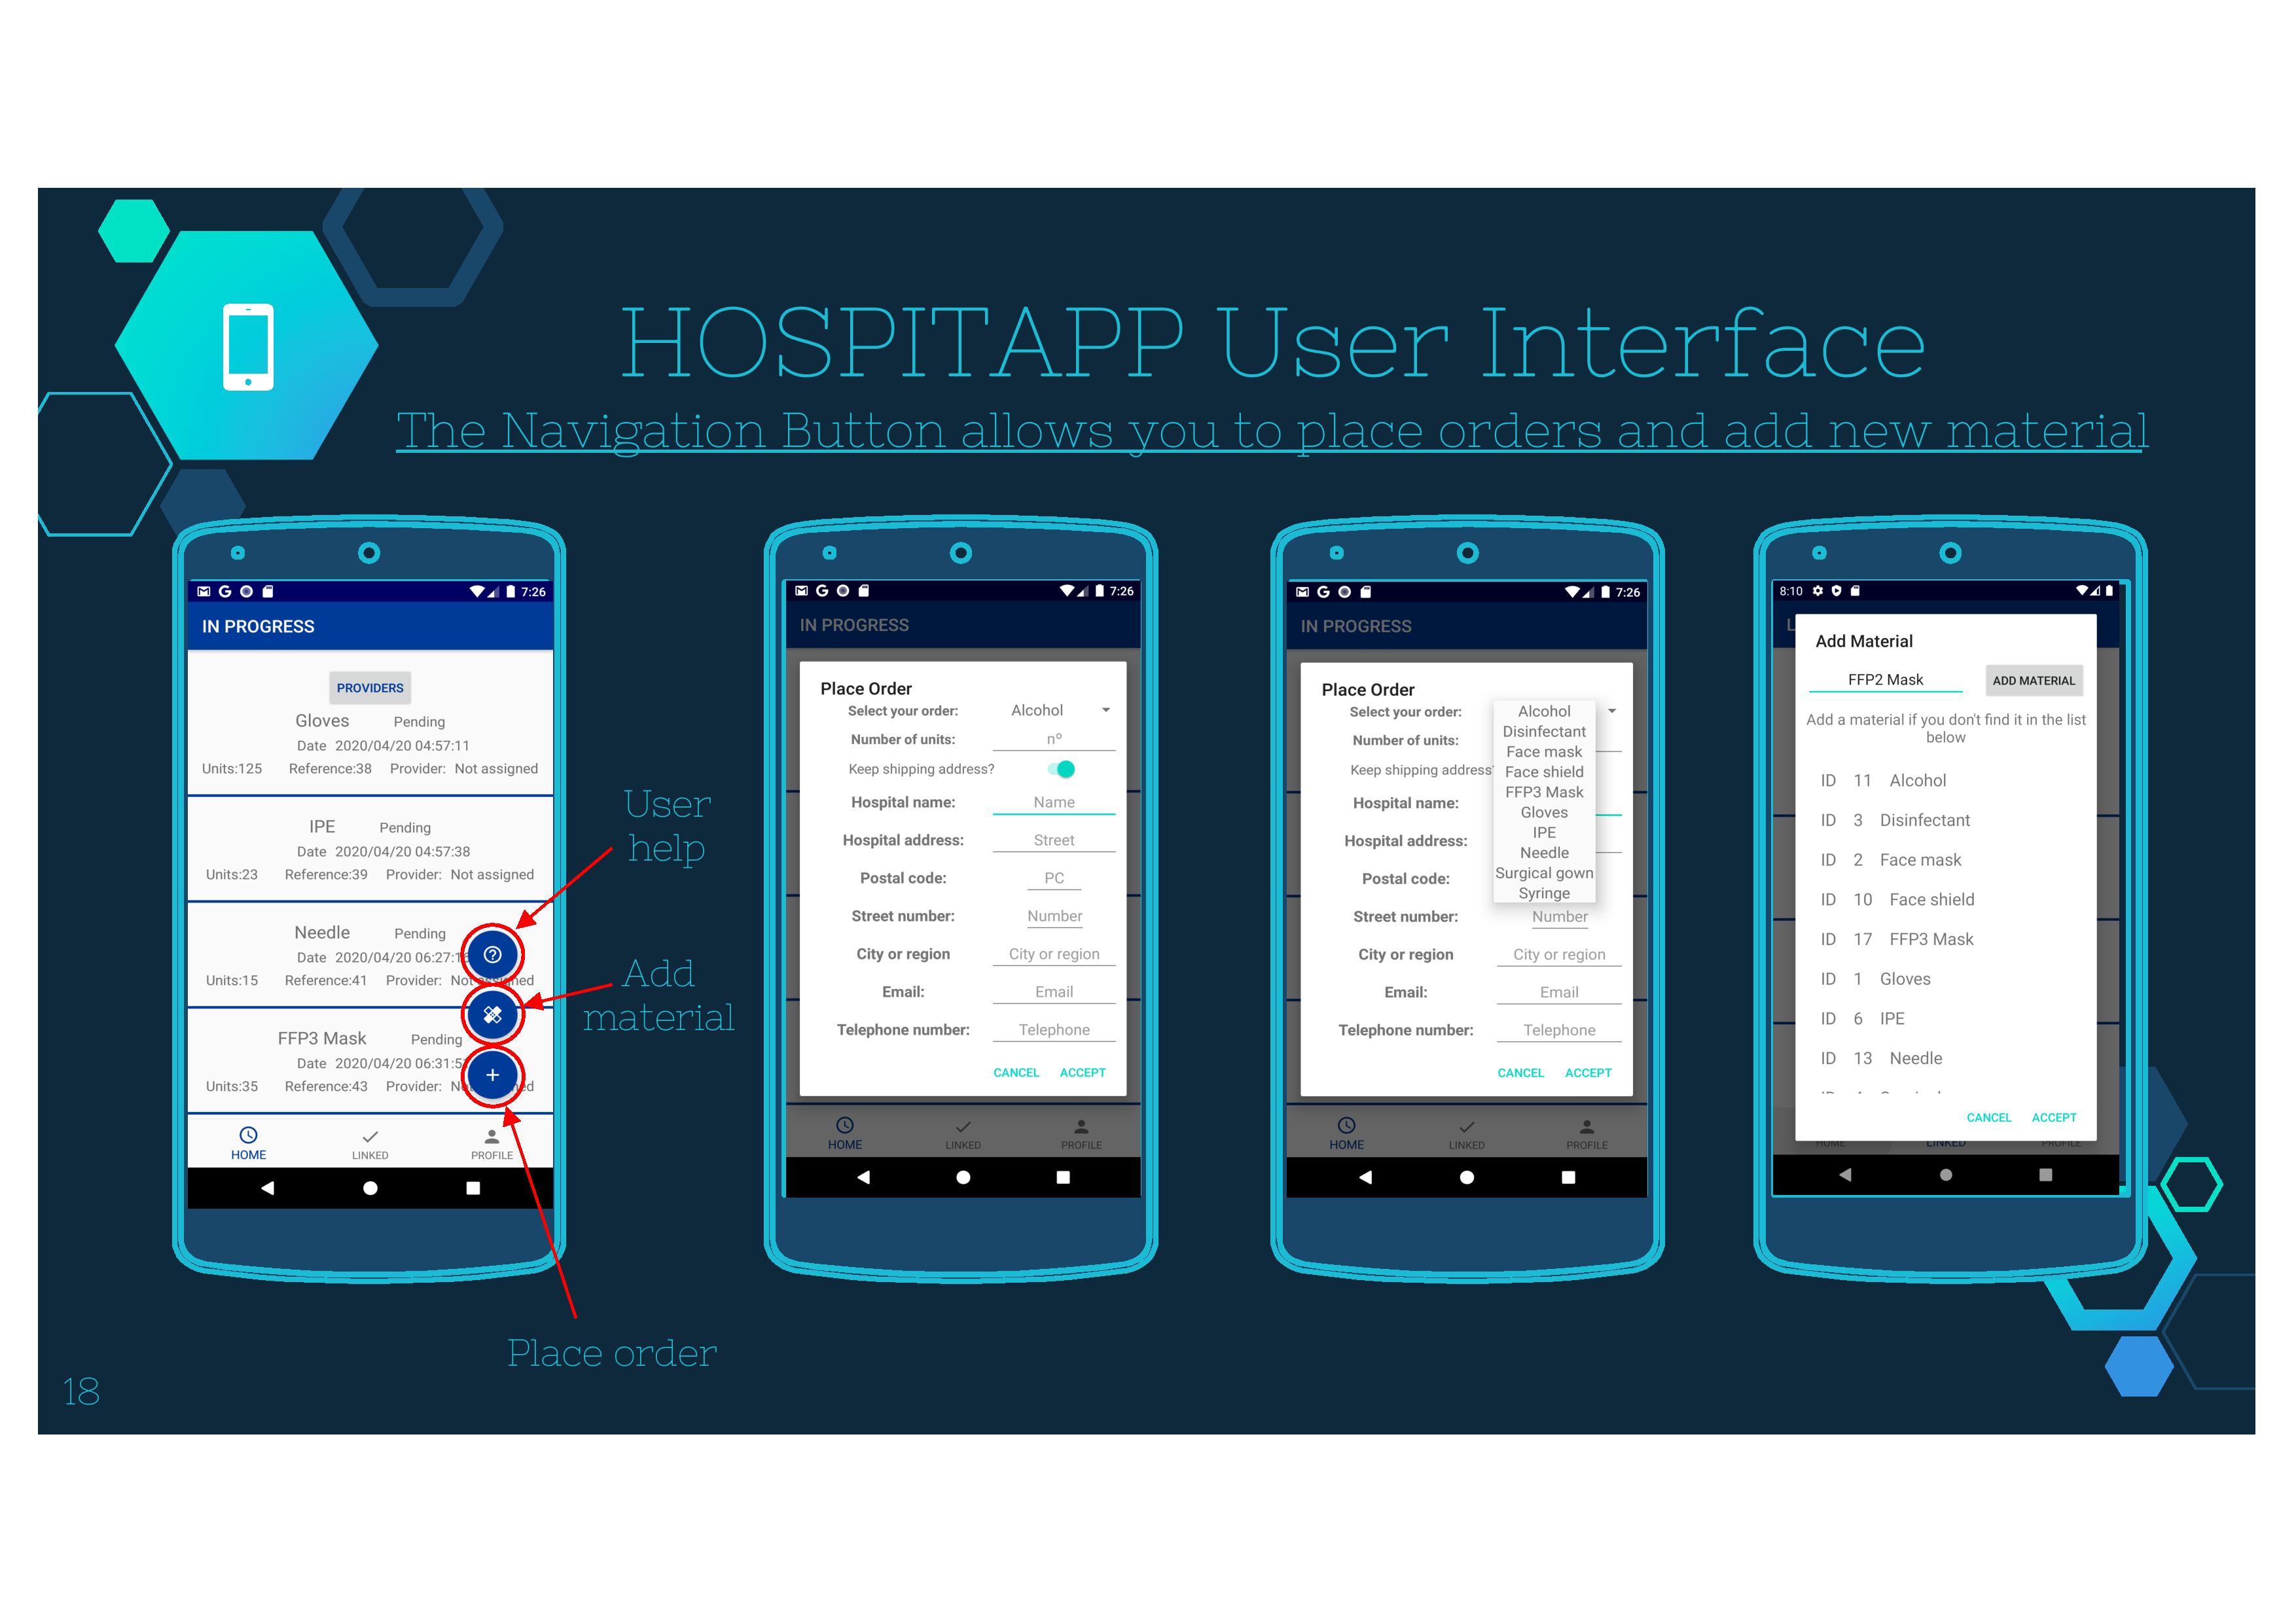 HOSPITAPP User Interface
The Navigation Button allows you to place orders and add new material
7:26
IN PROGRESS
PROVIDERS
Gloves Pending
Date 2020/04/20 04:57:11
Units:125 Reference:38 Provider: Not assigned
IPE Pending
Date 2020/04/20 04:57:38
Units:23 Reference:39 Provider: Not assigned
Needle Pending
Date 2020/04/20 06:27:
Units:15 Reference:41 Provider: Not assigned
FFP3 Mask Pending
Date 2020/04/20 06:31:5
Units:35 Reference:43 Provider:
HOME LINKED PROFILE
User
help
Add
material
Place order
7:26
IN PROGRESS
Place Order
Select your order: Alcohol
Number of units: nº
Keep shipping address?
Hospital name: Name
Hospital address: Street
Postal code: PC
Street number: Number
City or region City or region
Email: Email
Telephone number: Telephone
CANCEL ACCEPT
HOME LINKED PROFILE
7:26
IN PROGRESS
Place Order
Select your order:
Number of units:
Keep shipping address?
Hospital name:
Hospital address:
Postal code:
Alcohol
Disinfectant
Face mask
Face shield
FFP3 Mask
Gloves
IPE
Needle
Surgical gown
Syringe
Street number: Number
City or region City or region
Email: Email
Telephone number: Telephone
CANCEL ACCEPT
HOME LINKED PROFILE
8:10
L
Add Material
FFP2 Mask ADD MATERIAL
Add a material if you don't find it in the list
below
ID 11 Alcohol
ID 3 Disinfectant
ID 2 Face mask
ID 10 Face shield
ID 17 FFP3 Mask
ID 1 Gloves
ID 6 IPE
ID 13 Needle
CANCEL ACCEPT
HOME LINKED PROFILE
18